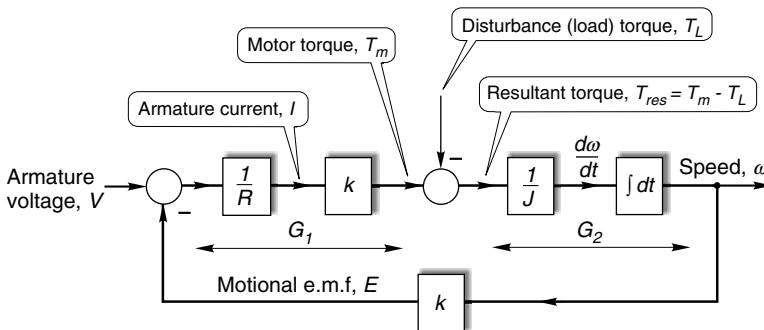 Disturbance (load) torque, T_L
Motor torque, T_m
Armature current, I
Resultant torque, T_res = T_m - T_L
Armature
voltage, V
−
1
R
k
−
1
J
dω
dt
∫ dt
Speed, ω
G_1
G_2
Motional e.m.f, E
k